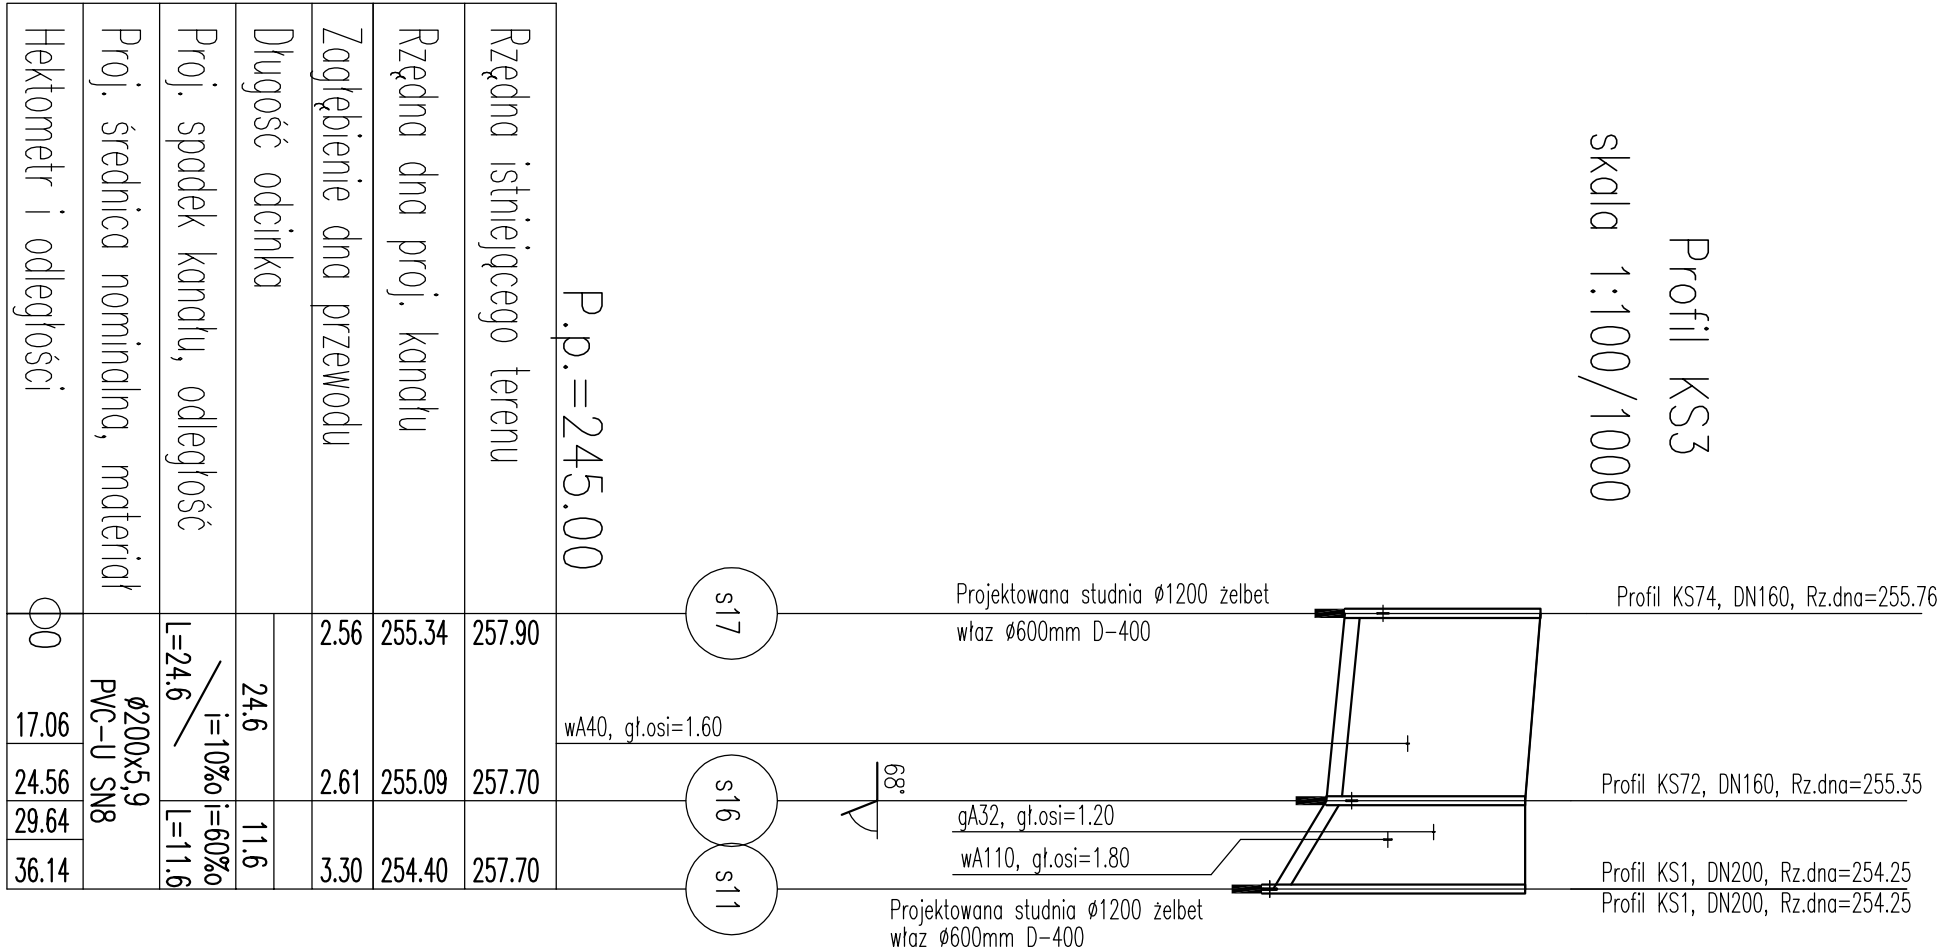 Profil KS3
skala 1:100/1000
P.p.=245.00
Rzędna istniejącego terenu
257.90
257.70
257.70
Rzędna dna proj. kanału
255.34
255.09
254.40
Zagłębienie dna przewodu
2.56
2.61
3.30
Długość odcinka
24.6
11.6
Proj. spadek kanału, odległość
i=10‰
L=24.6
i=60‰
L=11.6
Proj. średnica nominalna, materiał
ø200x5,9
PVC-U SN8
Hektometr i odległości
0
0
17.06
24.56
29.64
36.14
s17
s16
s11
68°
Projektowana studnia ø1200 żelbet
właz ø600mm D-400
wA40, gł.osi=1.60
gA32, gł.osi=1.20
wA110, gł.osi=1.80
Projektowana studnia ø1200 żelbet
właz ø600mm D-400
Profil KS74, DN160, Rz.dna=255.76
Profil KS72, DN160, Rz.dna=255.35
Profil KS1, DN200, Rz.dna=254.25
Profil KS1, DN200, Rz.dna=254.25